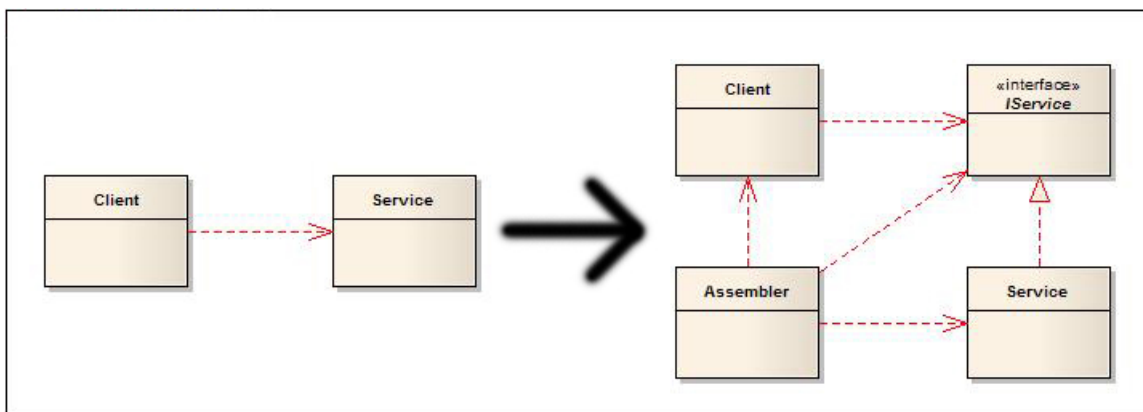 Client
Service
Client
«interface»
IService
Assembler
Service